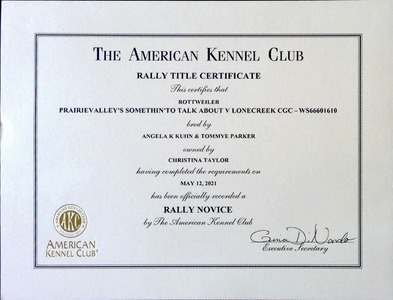 THE AMERICAN KENNEL CLUB
RALLY TITLE CERTIFICATE
This certifies that
ROTTWEILER
PRAIRIEVALLEY'S SOMETHIN'TO TALK ABOUT V LONECREEK CGC - WS66601610
bred by
ANGELA K KUHN & TOMMYE PARKER
owned by
CHRISTINA TAYLOR
having completed the requirements on
MAY 12, 2021
has been officially recorded a
RALLY NOVICE
by The American Kennel Club
AKC
AMERICAN
KENNEL CLUB®
Gina DiNardo
Executive Secretary